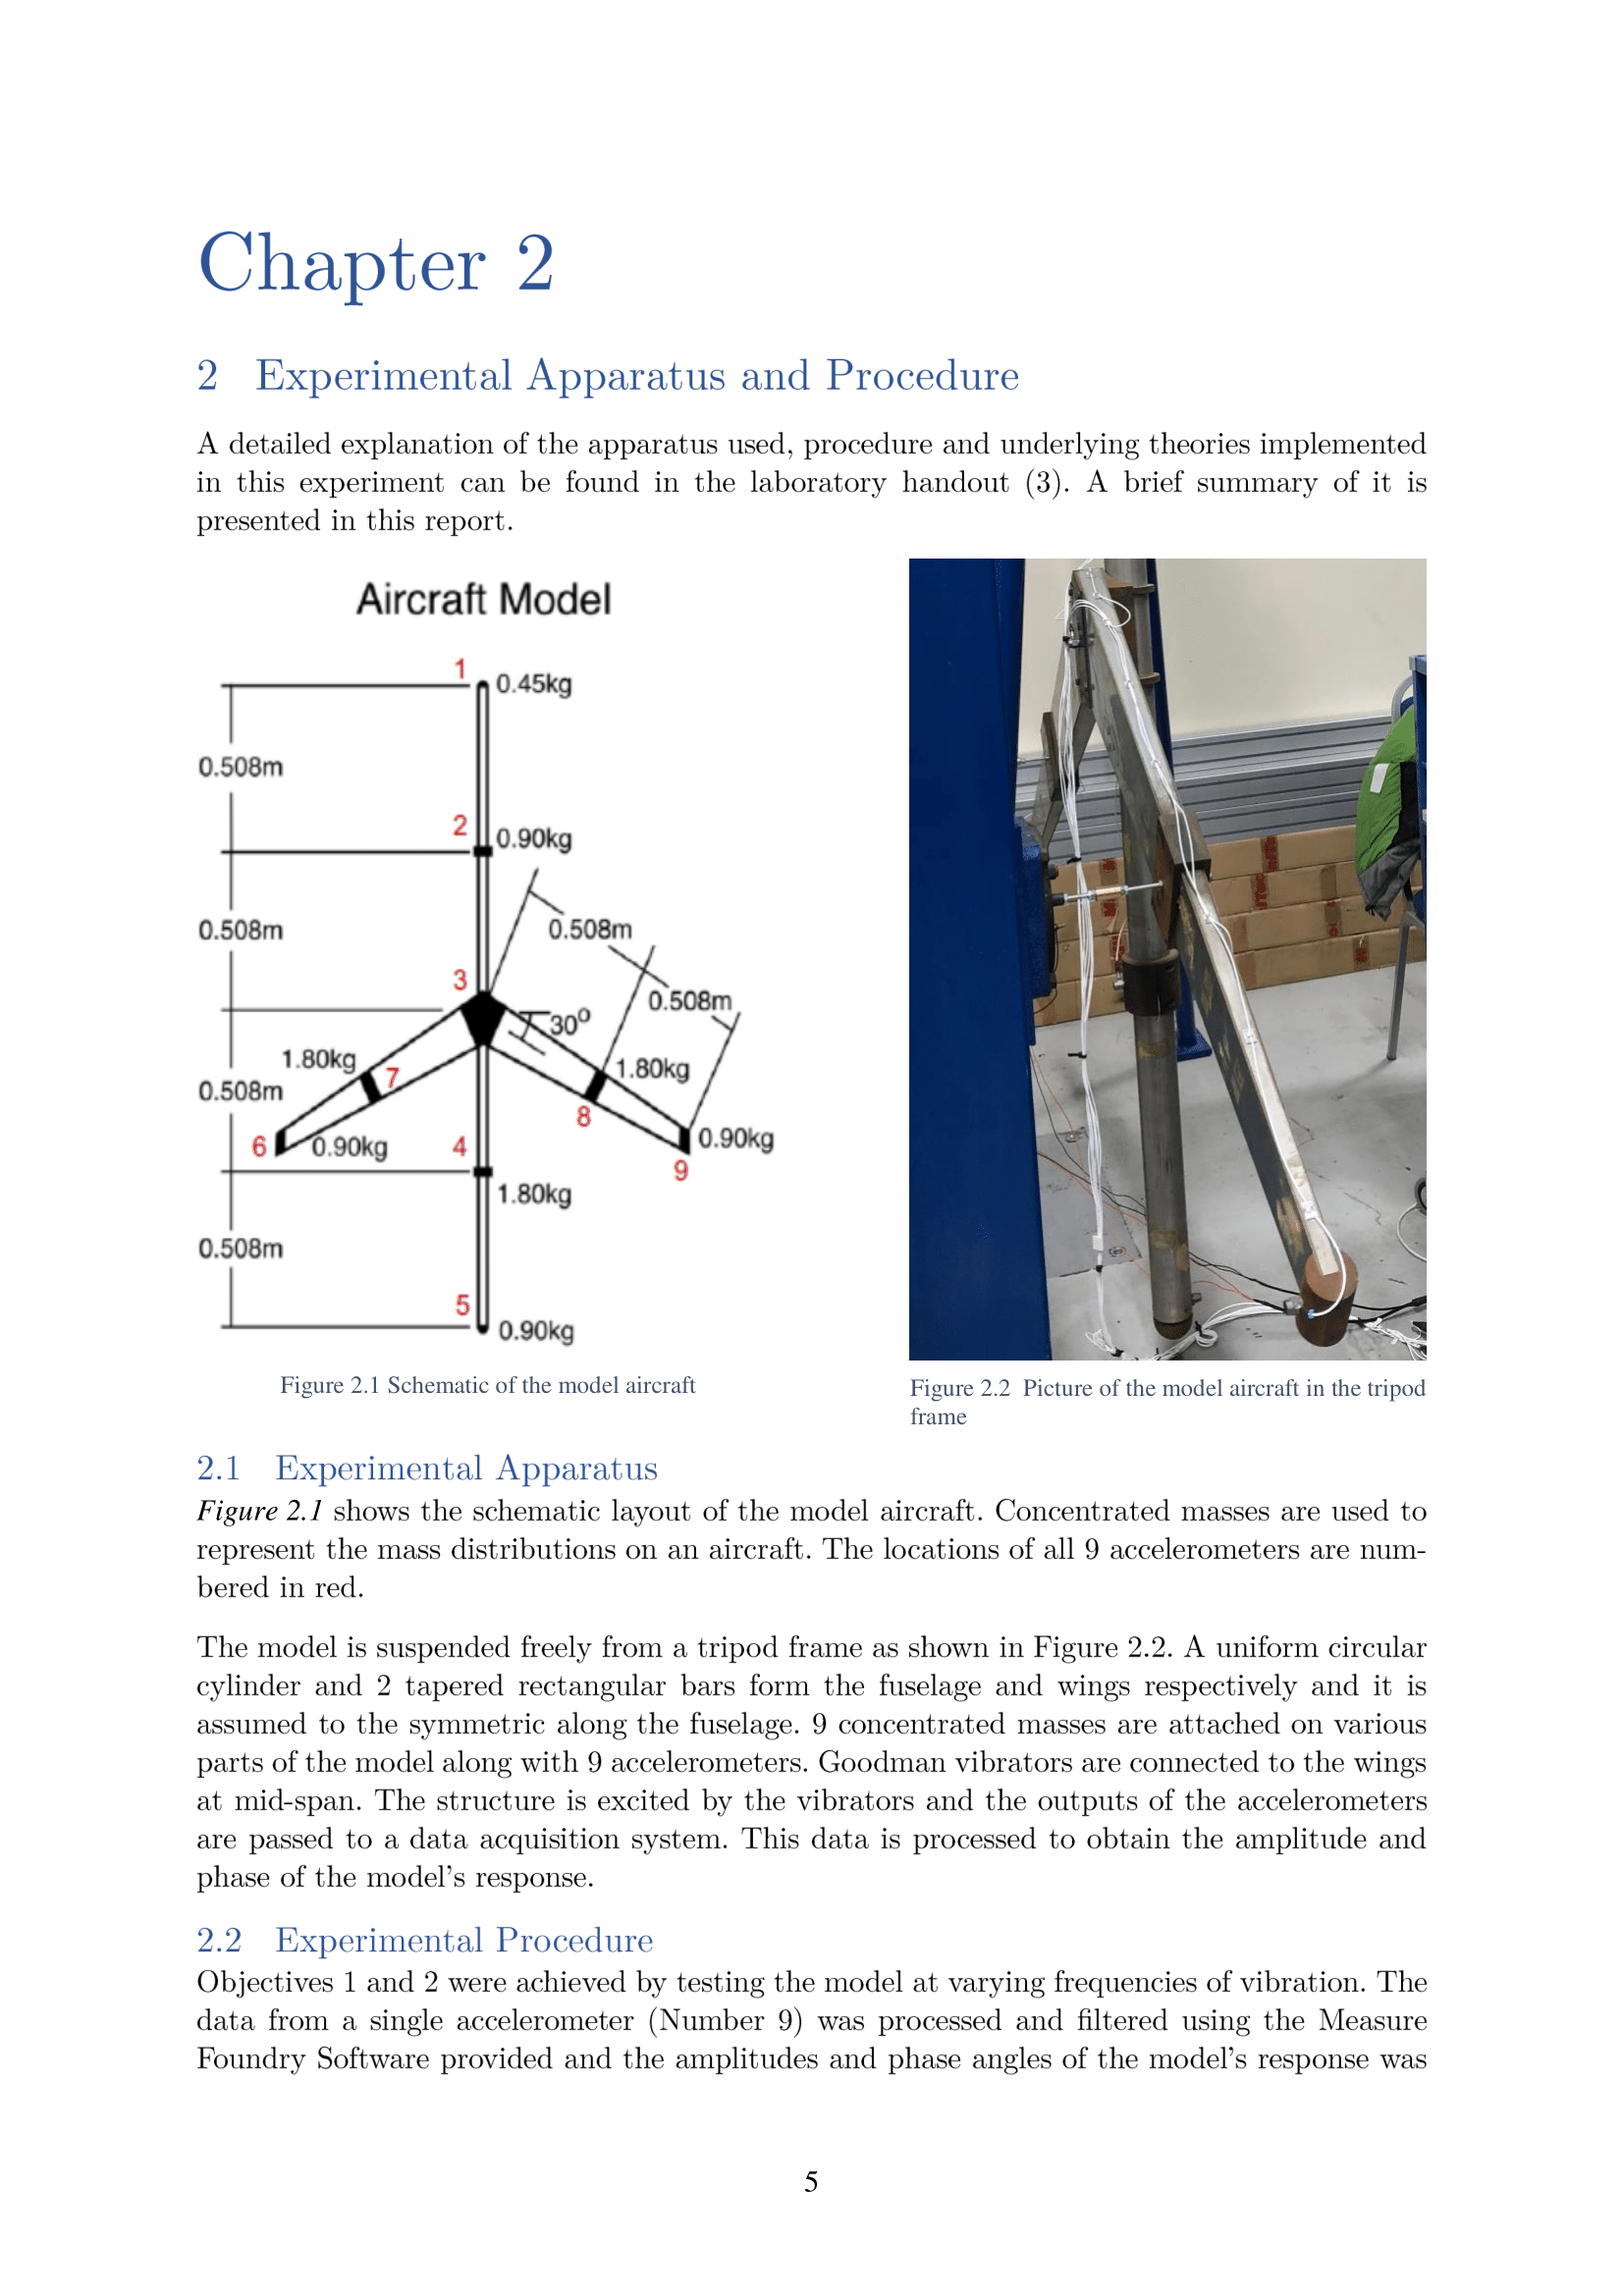 Chapter 2
2 Experimental Apparatus and Procedure
A detailed explanation of the apparatus used, procedure and underlying theories implemented
in this experiment can be found in the laboratory handout (3). A brief summary of it is
presented in this report.
Aircraft Model
1
0.45kg
0.508m
2
0.90kg
0.508m
0.508m
3
0.508m
30°
1.80kg
7
1.80kg
0.508m
8
6
0.90kg
4
0.90kg
9
1.80kg
0.508m
5
0.90kg
Figure 2.1 Schematic of the model aircraft
Figure 2.2 Picture of the model aircraft in the tripod
frame
2.1 Experimental Apparatus
Figure 2.1 shows the schematic layout of the model aircraft. Concentrated masses are used to
represent the mass distributions on an aircraft. The locations of all 9 accelerometers are num-
bered in red.
The model is suspended freely from a tripod frame as shown in Figure 2.2. A uniform circular
cylinder and 2 tapered rectangular bars form the fuselage and wings respectively and it is
assumed to the symmetric along the fuselage. 9 concentrated masses are attached on various
parts of the model along with 9 accelerometers. Goodman vibrators are connected to the wings
at mid-span. The structure is excited by the vibrators and the outputs of the accelerometers
are passed to a data acquisition system. This data is processed to obtain the amplitude and
phase of the model's response.
2.2 Experimental Procedure
Objectives 1 and 2 were achieved by testing the model at varying frequencies of vibration. The
data from a single accelerometer (Number 9) was processed and filtered using the Measure
Foundry Software provided and the amplitudes and phase angles of the model's response was
5